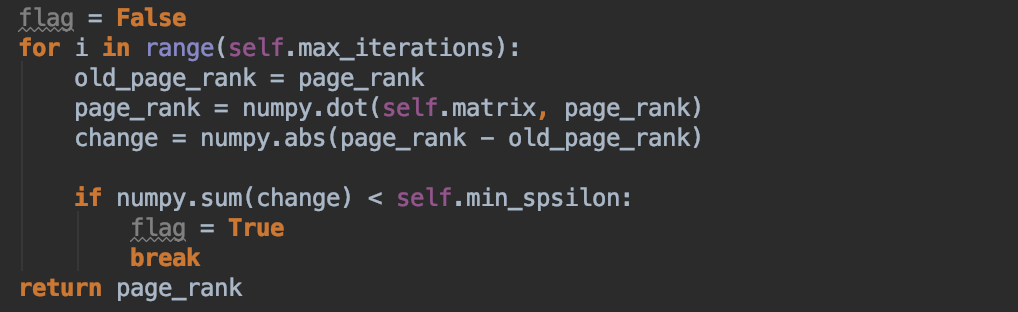 flag = False
for i in range(self.max_iterations):
    old_page_rank = page_rank
    page_rank = numpy.dot(self.matrix, page_rank)
    change = numpy.abs(page_rank - old_page_rank)

    if numpy.sum(change) < self.min_spsilon:
        flag = True
        break
return page_rank